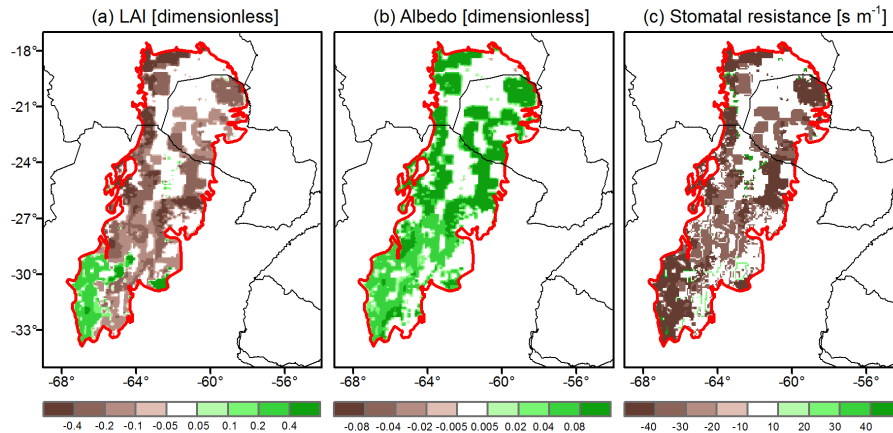 (a) LAI [dimensionless] (b) Albedo [dimensionless] (c) Stomatal resistance [s m⁻¹]
-18°
-21°
-24°
-27°
-30°
-33°
-68° -64° -60° -56° -68° -64° -60° -56° -68° -64° -60° -56°
-0.4 -0.2 -0.1 -0.05 0.05 0.1 0.2 0.4 -0.08 -0.04 -0.02 -0.005 0.005 0.02 0.04 0.08 -40 -30 -20 -10 10 20 30 40